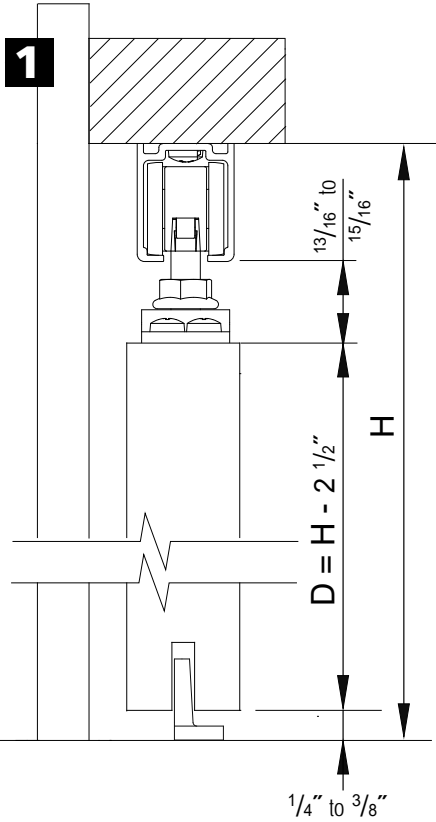 1
13/16″ to
15/16″
H
D = H - 2 1/2″
1/4″ to 3/8″